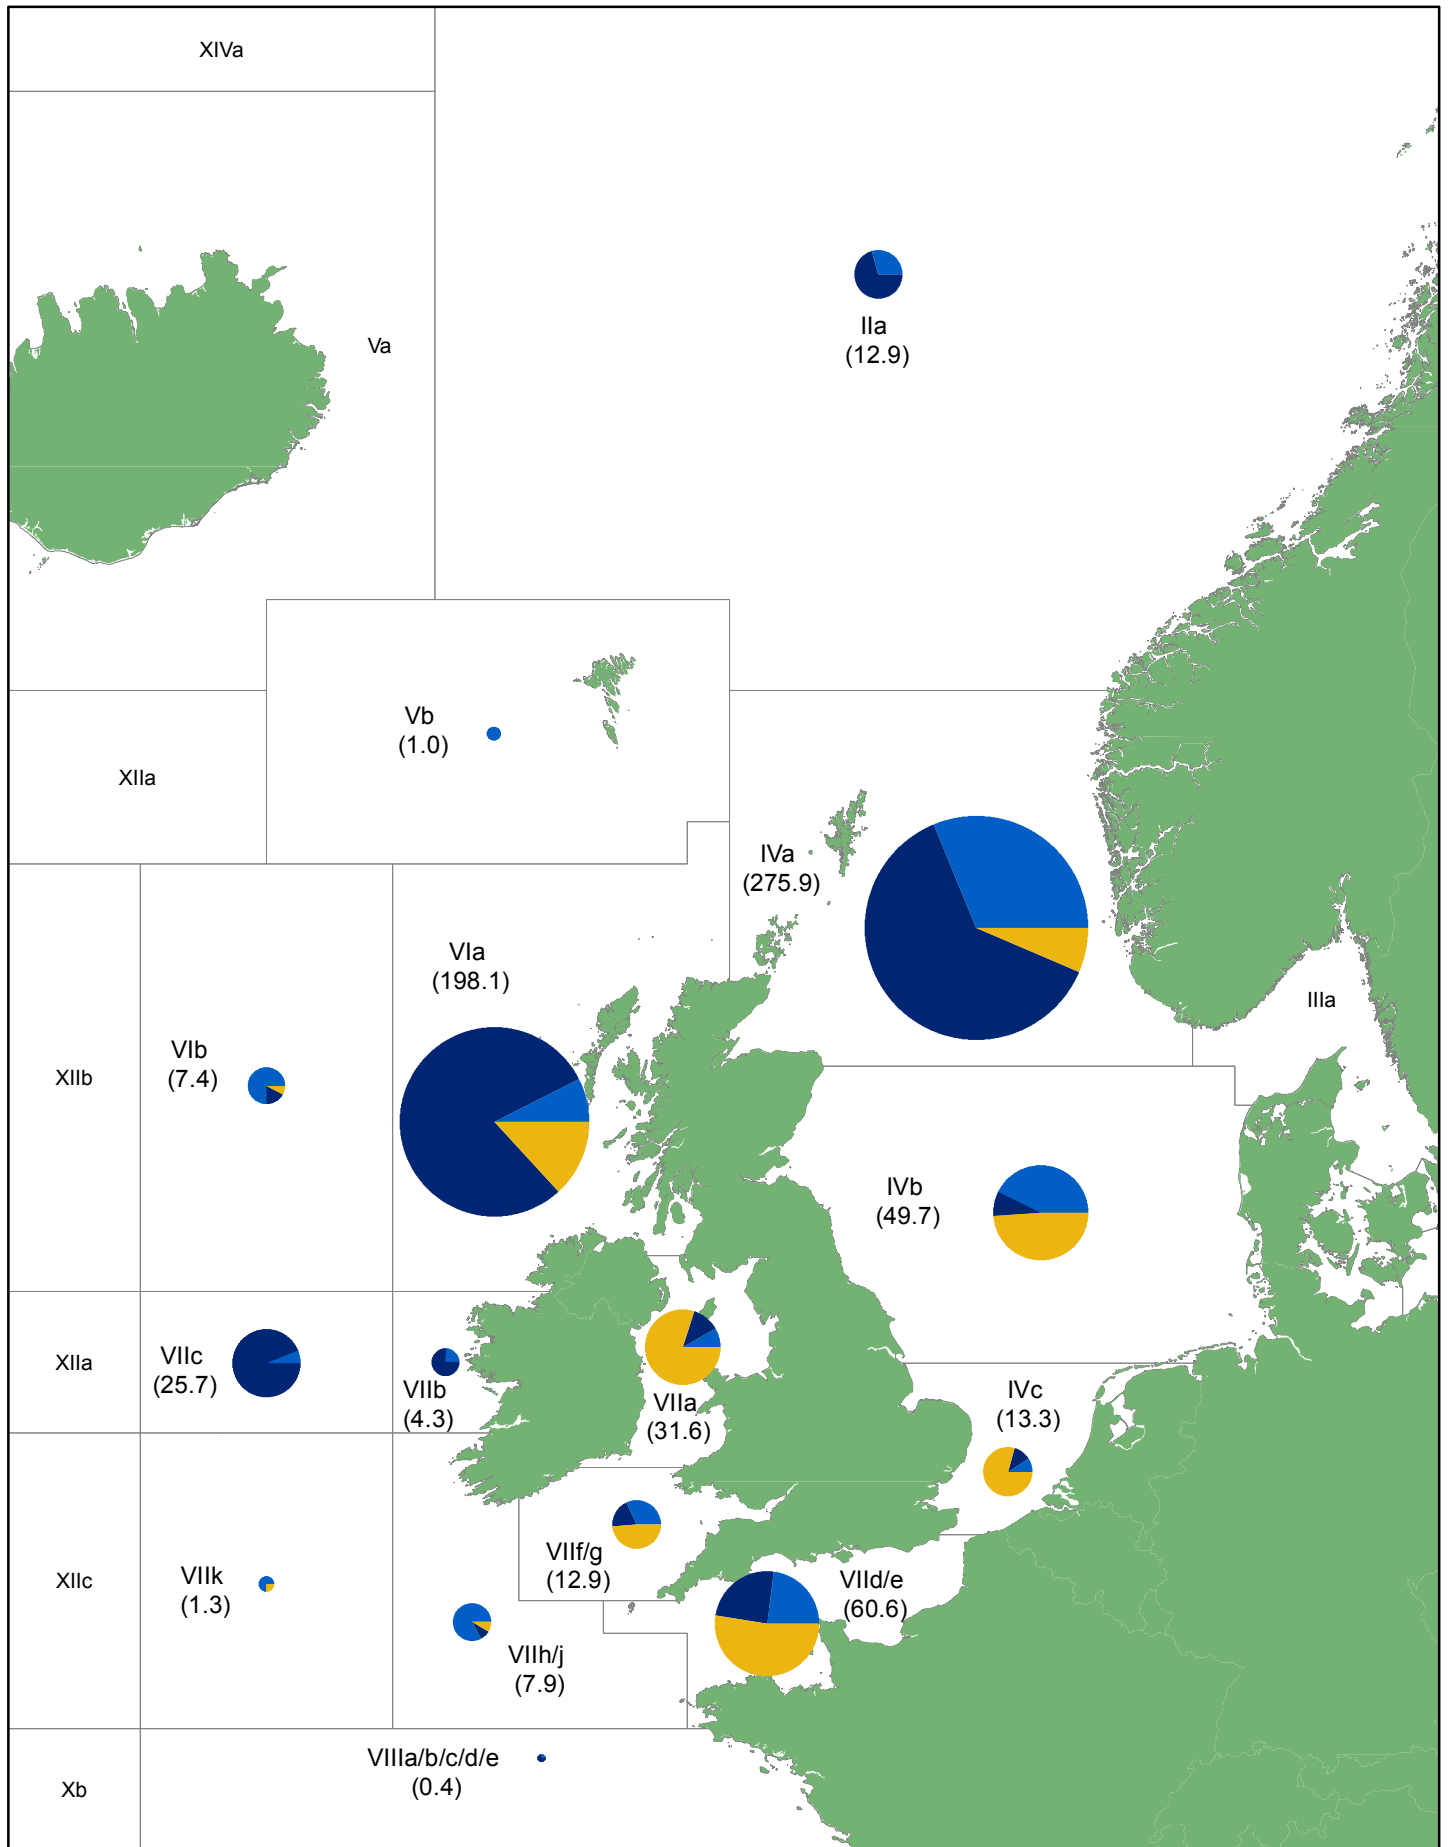 XIVa
IIa
(12.9)
Va
Vb
(1.0)
XIIa
IVa
(275.9)
VIa
(198.1)
IIIa
VIb
(7.4)
XIIb
IVb
(49.7)
XIIa
VIIc
(25.7)
VIIb
(4.3)
VIIa
(31.6)
IVc
(13.3)
VIIf/g
(12.9)
VIId/e
(60.6)
XIIc
VIIk
(1.3)
VIIh/j
(7.9)
VIIIa/b/c/d/e
(0.4)
Xb